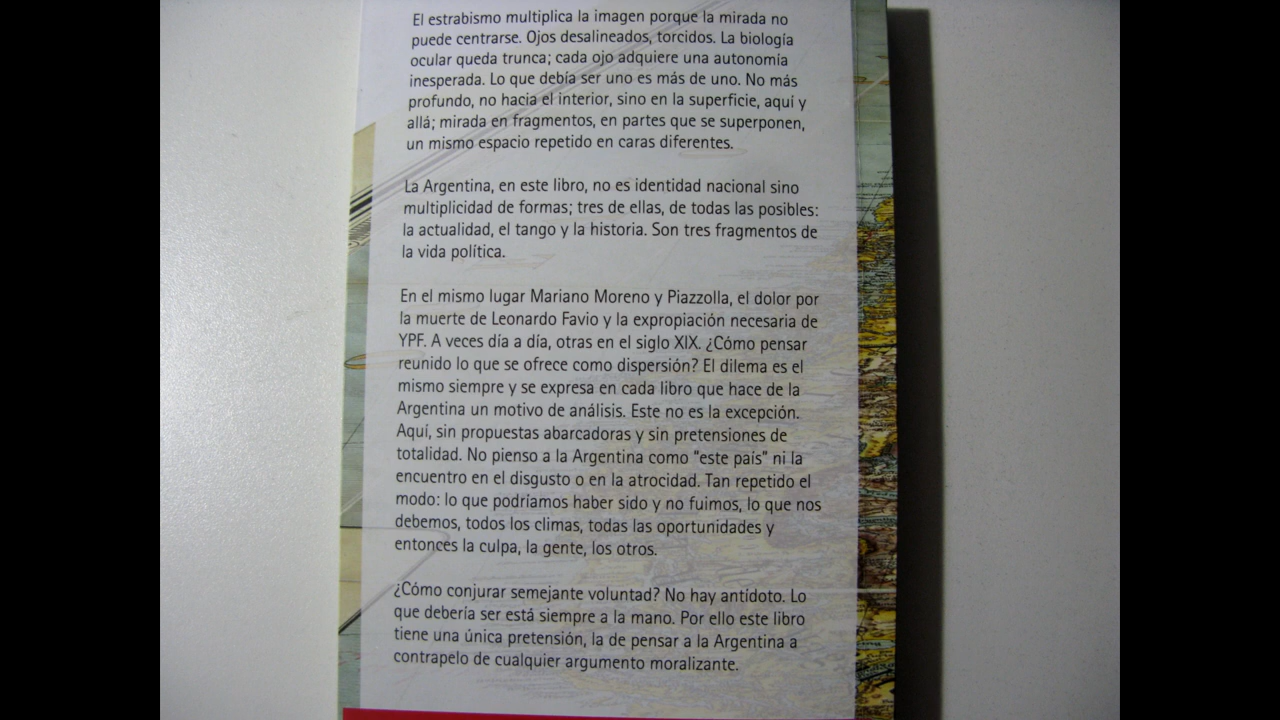 El estrabismo multiplica la imagen porque la mirada no
puede centrarse. Ojos desalineados, torcidos. La biología
ocular queda trunca; cada ojo adquiere una autonomía
inesperada. Lo que debía ser uno es más de uno. No más
profundo, no hacia el interior, sino en la superficie, aquí y
allá; mirada en fragmentos, en partes que se superponen,
un mismo espacio repetido en caras diferentes.
La Argentina, en este libro, no es identidad nacional sino
multiplicidad de formas; tres de ellas, de todas las posibles:
la actualidad, el tango y la historia. Son tres fragmentos de
la vida política.
En el mismo lugar Mariano Moreno y Piazzolla, el dolor por
la muerte de Leonardo Favio y la expropiación necesaria de
YPF. A veces día a día, otras en el siglo XIX. ¿Cómo pensar
reunido lo que se ofrece como dispersión? El dilema es el
mismo siempre y se expresa en cada libro que hace de la
Argentina un motivo de análisis. Este no es la excepción.
Aquí, sin propuestas abarcadoras y sin pretensiones de
totalidad. No pienso a la Argentina como "este país" ni la
encuentro en el disgusto o en la atrocidad. Tan repetido el
modo: lo que podríamos haber sido y no fuimos, lo que nos
debemos, todos los climas, todas las oportunidades y
entonces la culpa, la gente, los otros.
¿Cómo conjurar semejante voluntad? No hay antídoto. Lo
que debería ser está siempre a la mano. Por ello este libro
tiene una única pretensión, la de pensar a la Argentina a
contrapelo de cualquier argumento moralizante.